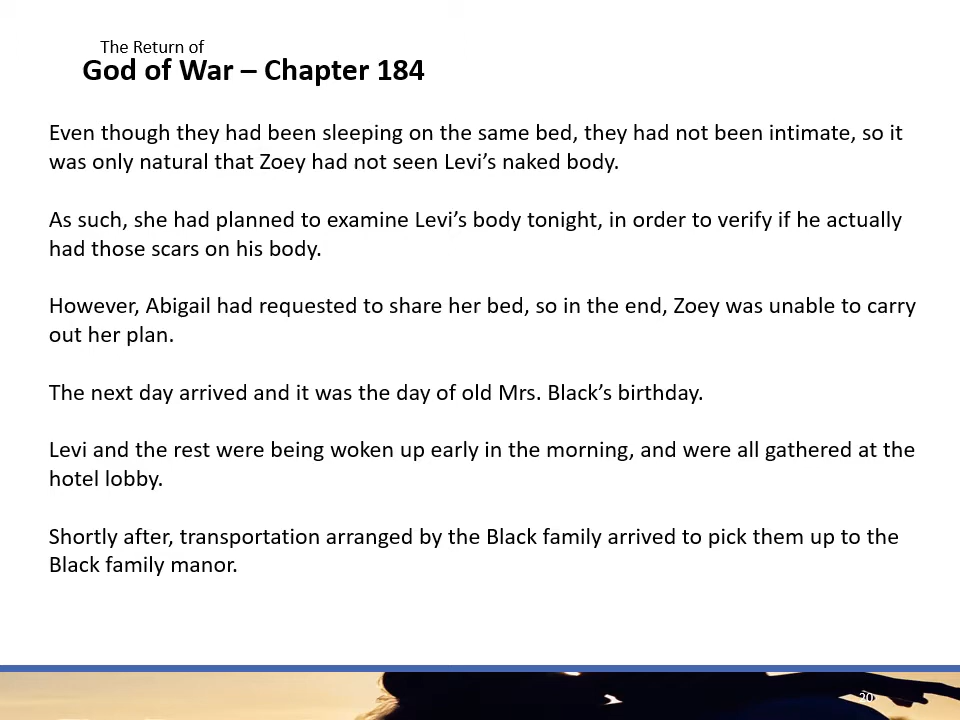 The Return of
God of War – Chapter 184
Even though they had been sleeping on the same bed, they had not been intimate, so it
was only natural that Zoey had not seen Levi’s naked body.
As such, she had planned to examine Levi’s body tonight, in order to verify if he actually
had those scars on his body.
However, Abigail had requested to share her bed, so in the end, Zoey was unable to carry
out her plan.
The next day arrived and it was the day of old Mrs. Black’s birthday.
Levi and the rest were being woken up early in the morning, and were all gathered at the
hotel lobby.
Shortly after, transportation arranged by the Black family arrived to pick them up to the
Black family manor.
20